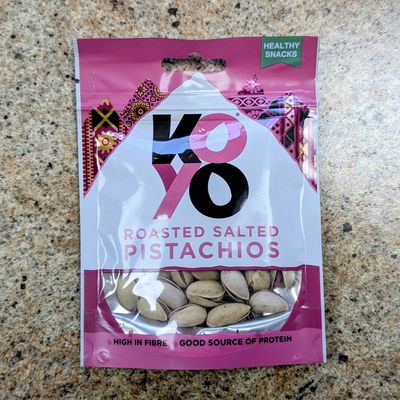 HEALTHY
SNACKS
KO
YO
ROASTED SALTED
PISTACHIOS
HIGH IN FIBRE GOOD SOURCE OF PROTEIN